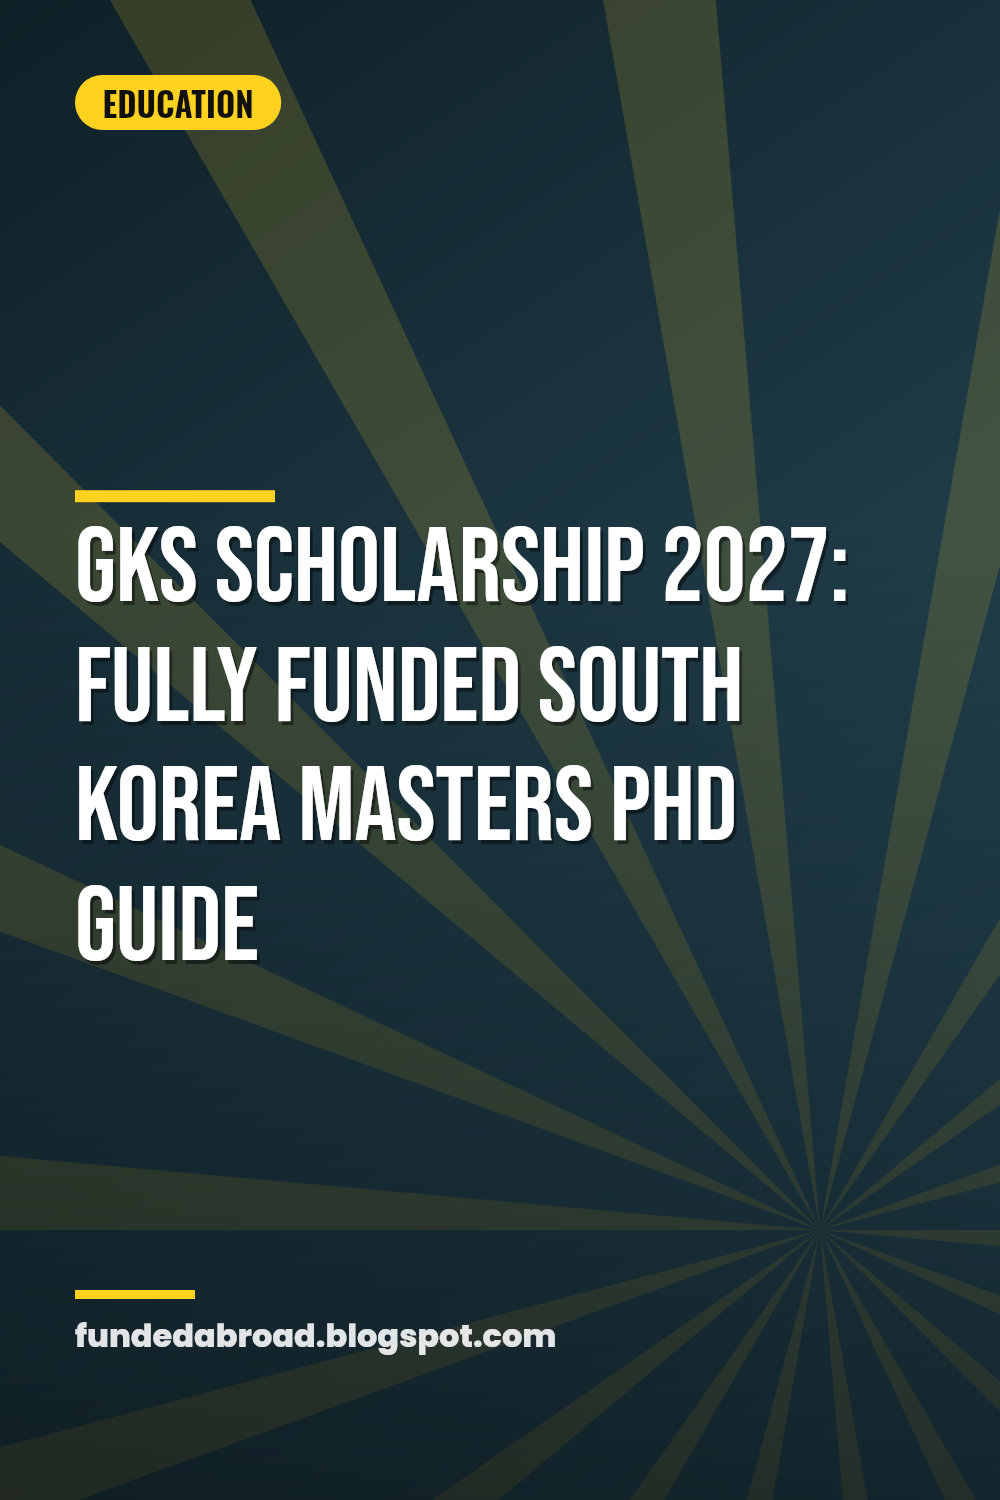 EDUCATION
GKS SCHOLARSHIP 2027:
FULLY FUNDED SOUTH
KOREA MASTERS PHD
GUIDE
fundedabroad.blogspot.com